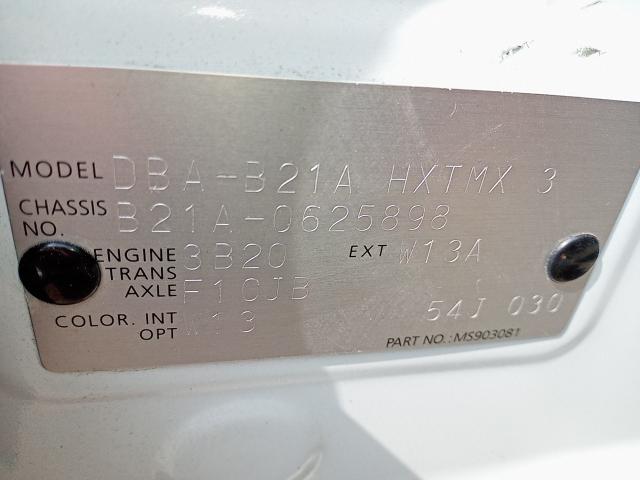 MODEL DBA-B21A HXTMX 3
CHASSIS NO. B21A-0625898
ENGINE 3B20 EXT W13A
TRANS AXLE F1CJB
COLOR. INT W13 54J 030
OPT
PART NO.: MS903081